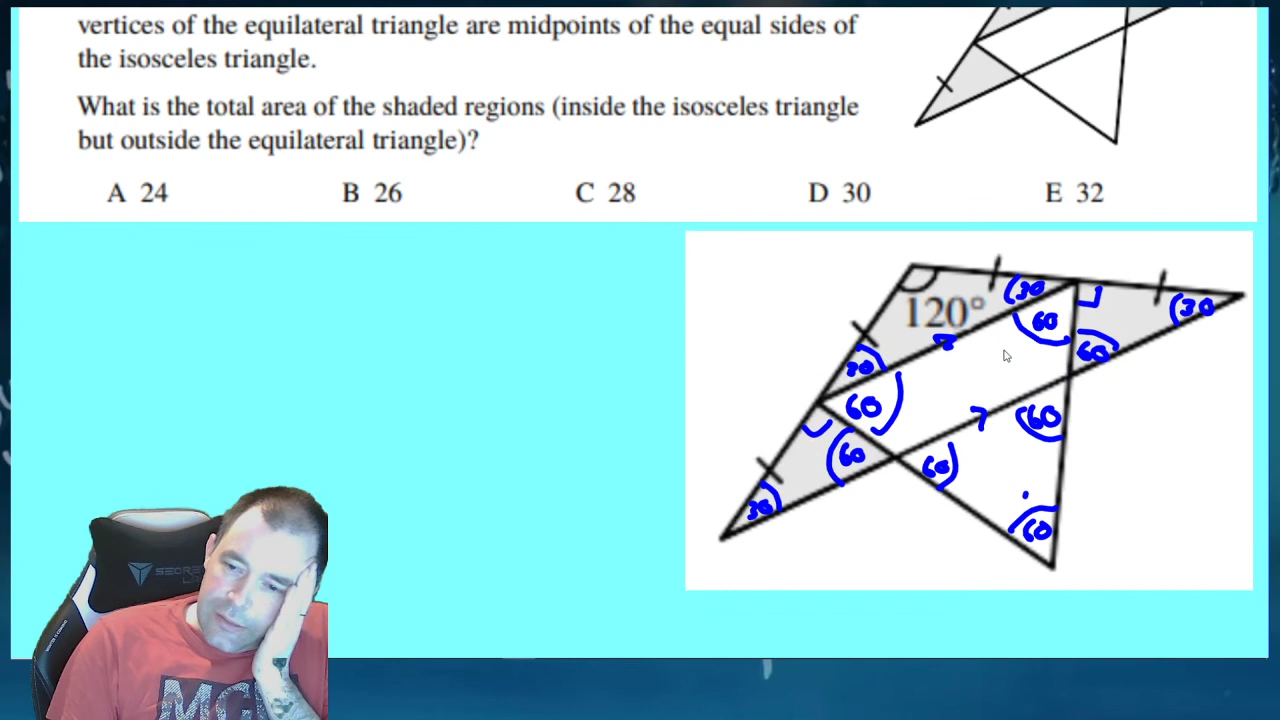 vertices of the equilateral triangle are midpoints of the equal sides of
the isosceles triangle.
What is the total area of the shaded regions (inside the isosceles triangle
but outside the equilateral triangle)?
A 24 B 26 C 28 D 30 E 32
120°
30
30
60
60
30
60
60
60
60
30
60